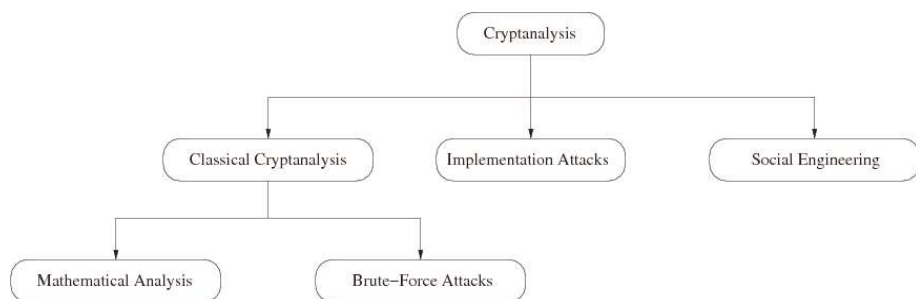 Cryptanalysis
Classical Cryptanalysis
Implementation Attacks
Social Engineering
Mathematical Analysis
Brute−Force Attacks